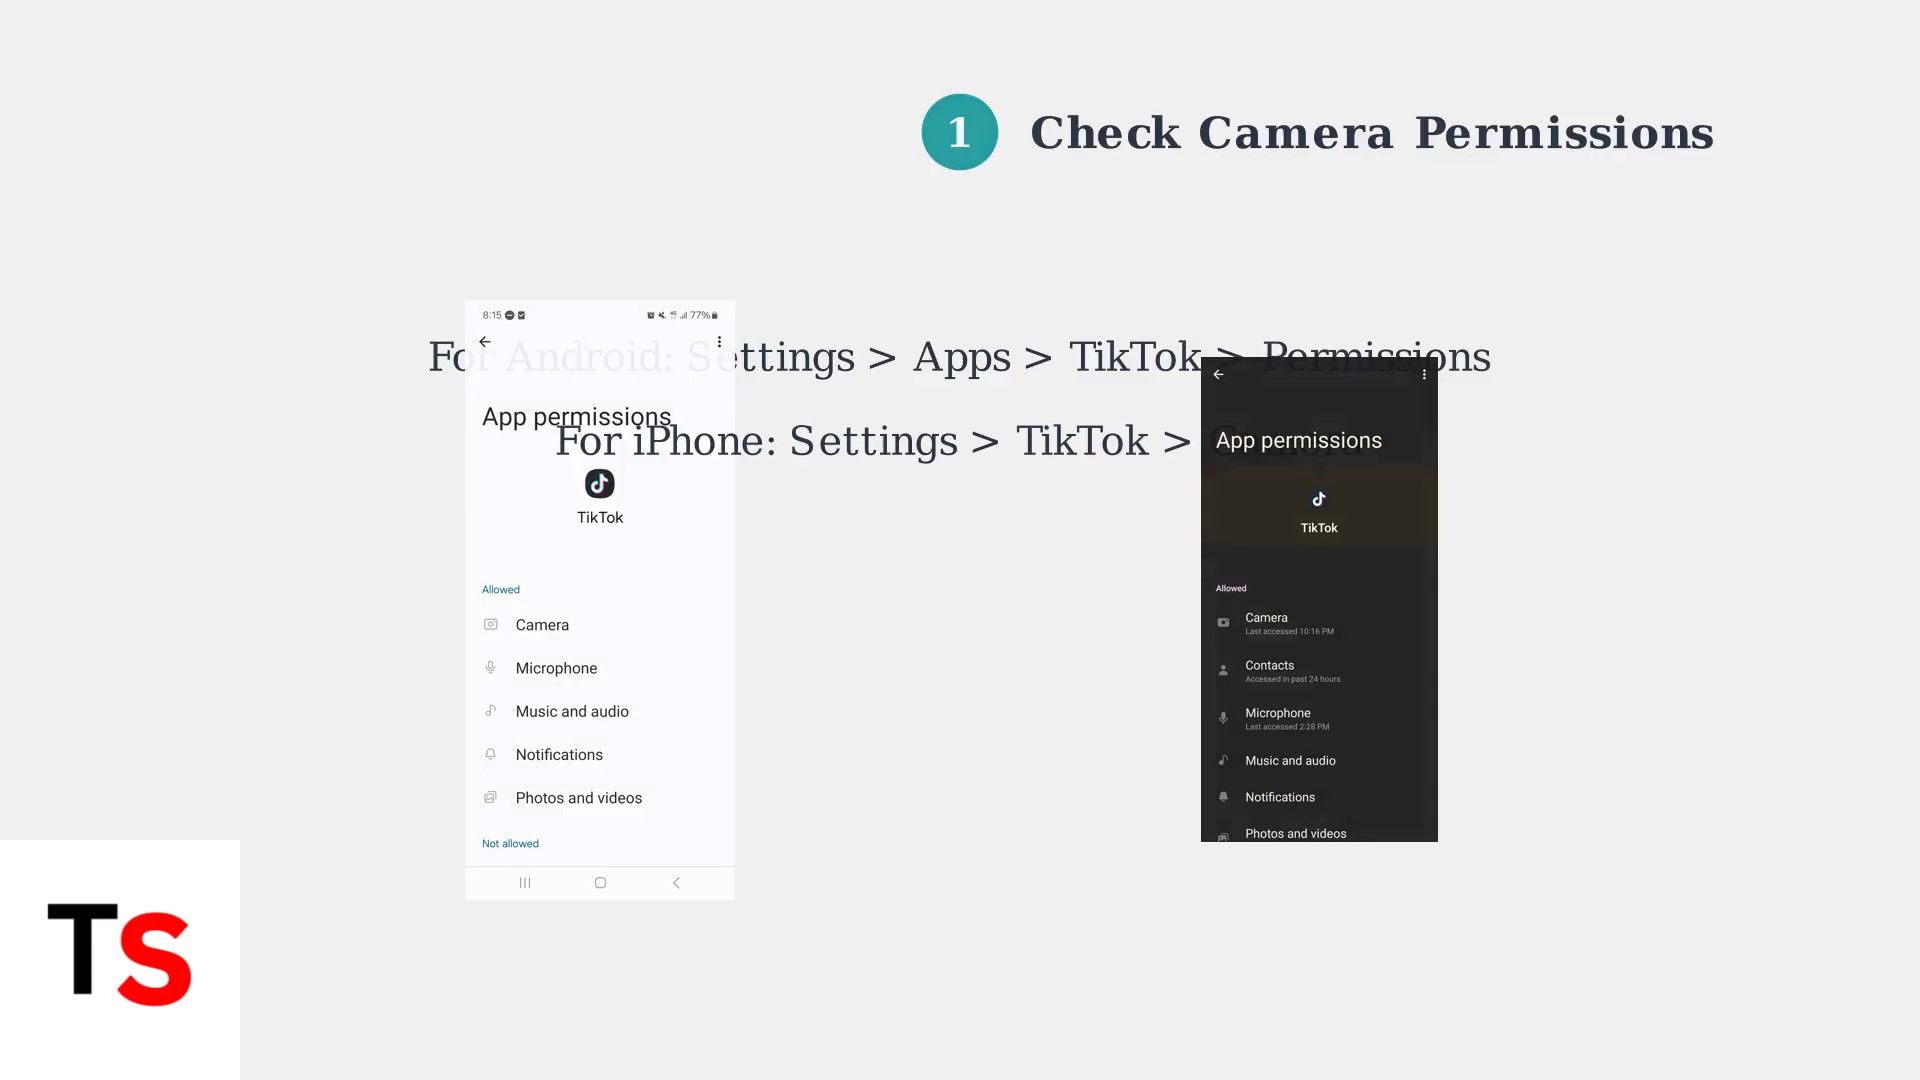 1 Check Camera Permissions
For Android: Settings > Apps > TikTok > Permissions
For iPhone: Settings > TikTok > Camera
8:15
77%
App permissions
TikTok
Allowed
Camera
Microphone
Music and audio
Notifications
Photos and videos
Not allowed
App permissions
TikTok
Allowed
Camera
Last accessed 10:16 PM
Contacts
Accessed in past 24 hours
Microphone
Last accessed 2:28 PM
Music and audio
Notifications
Photos and videos
TS